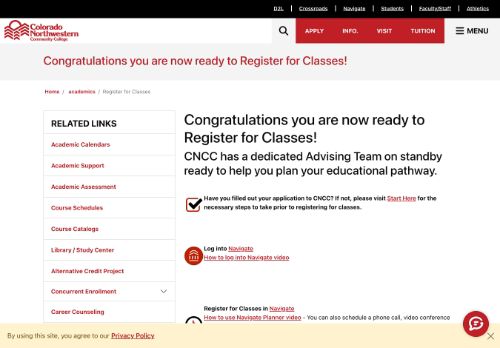 D2L | Crossroads | Navigate | Students | Faculty/Staff | Athletics
Colorado
Northwestern
Community College
APPLY INFO. VISIT TUITION MENU
Congratulations you are now ready to Register for Classes!
Home / academics / Register for Classes
RELATED LINKS
Academic Calendars
Academic Support
Academic Assessment
Course Schedules
Course Catalogs
Library / Study Center
Alternative Credit Project
Concurrent Enrollment
Career Counseling
Congratulations you are now ready to
Register for Classes!
CNCC has a dedicated Advising Team on standby
ready to help you plan your educational pathway.
Have you filled out your application to CNCC? If not, please visit Start Here for the
necessary steps to take prior to registering for classes.
Log into Navigate
How to log into Navigate video
Register for Classes in Navigate
How to use Navigate Planner video - You can also schedule a phone call, video conference
By using this site, you agree to our Privacy Policy